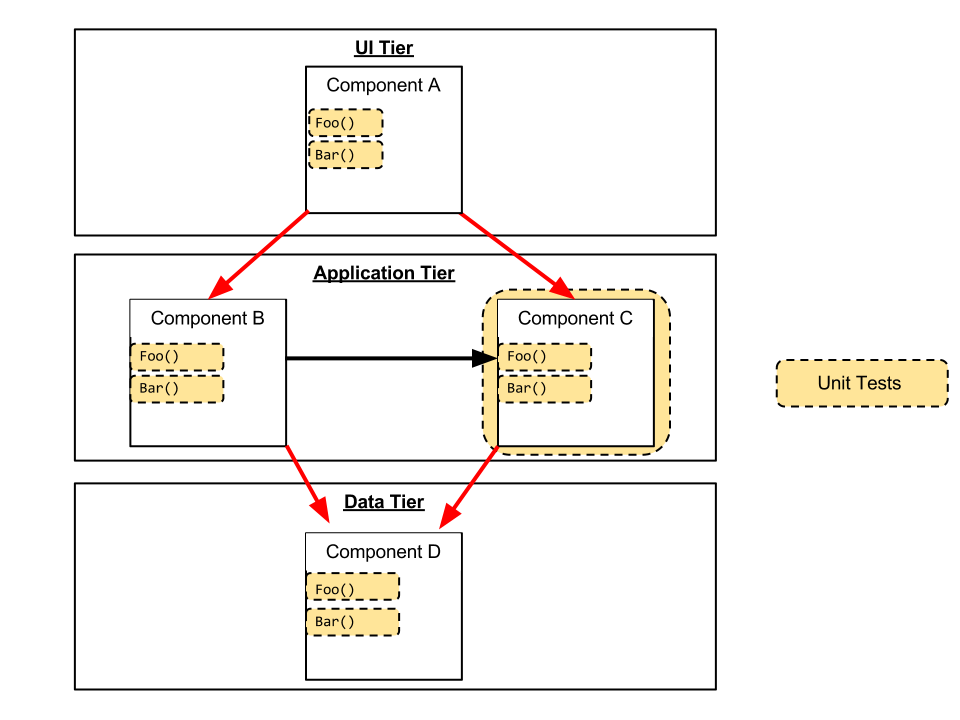 UI Tier
Component A
Foo()
Bar()
Application Tier
Component B
Foo()
Bar()
Component C
Foo()
Bar()
Unit Tests
Data Tier
Component D
Foo()
Bar()